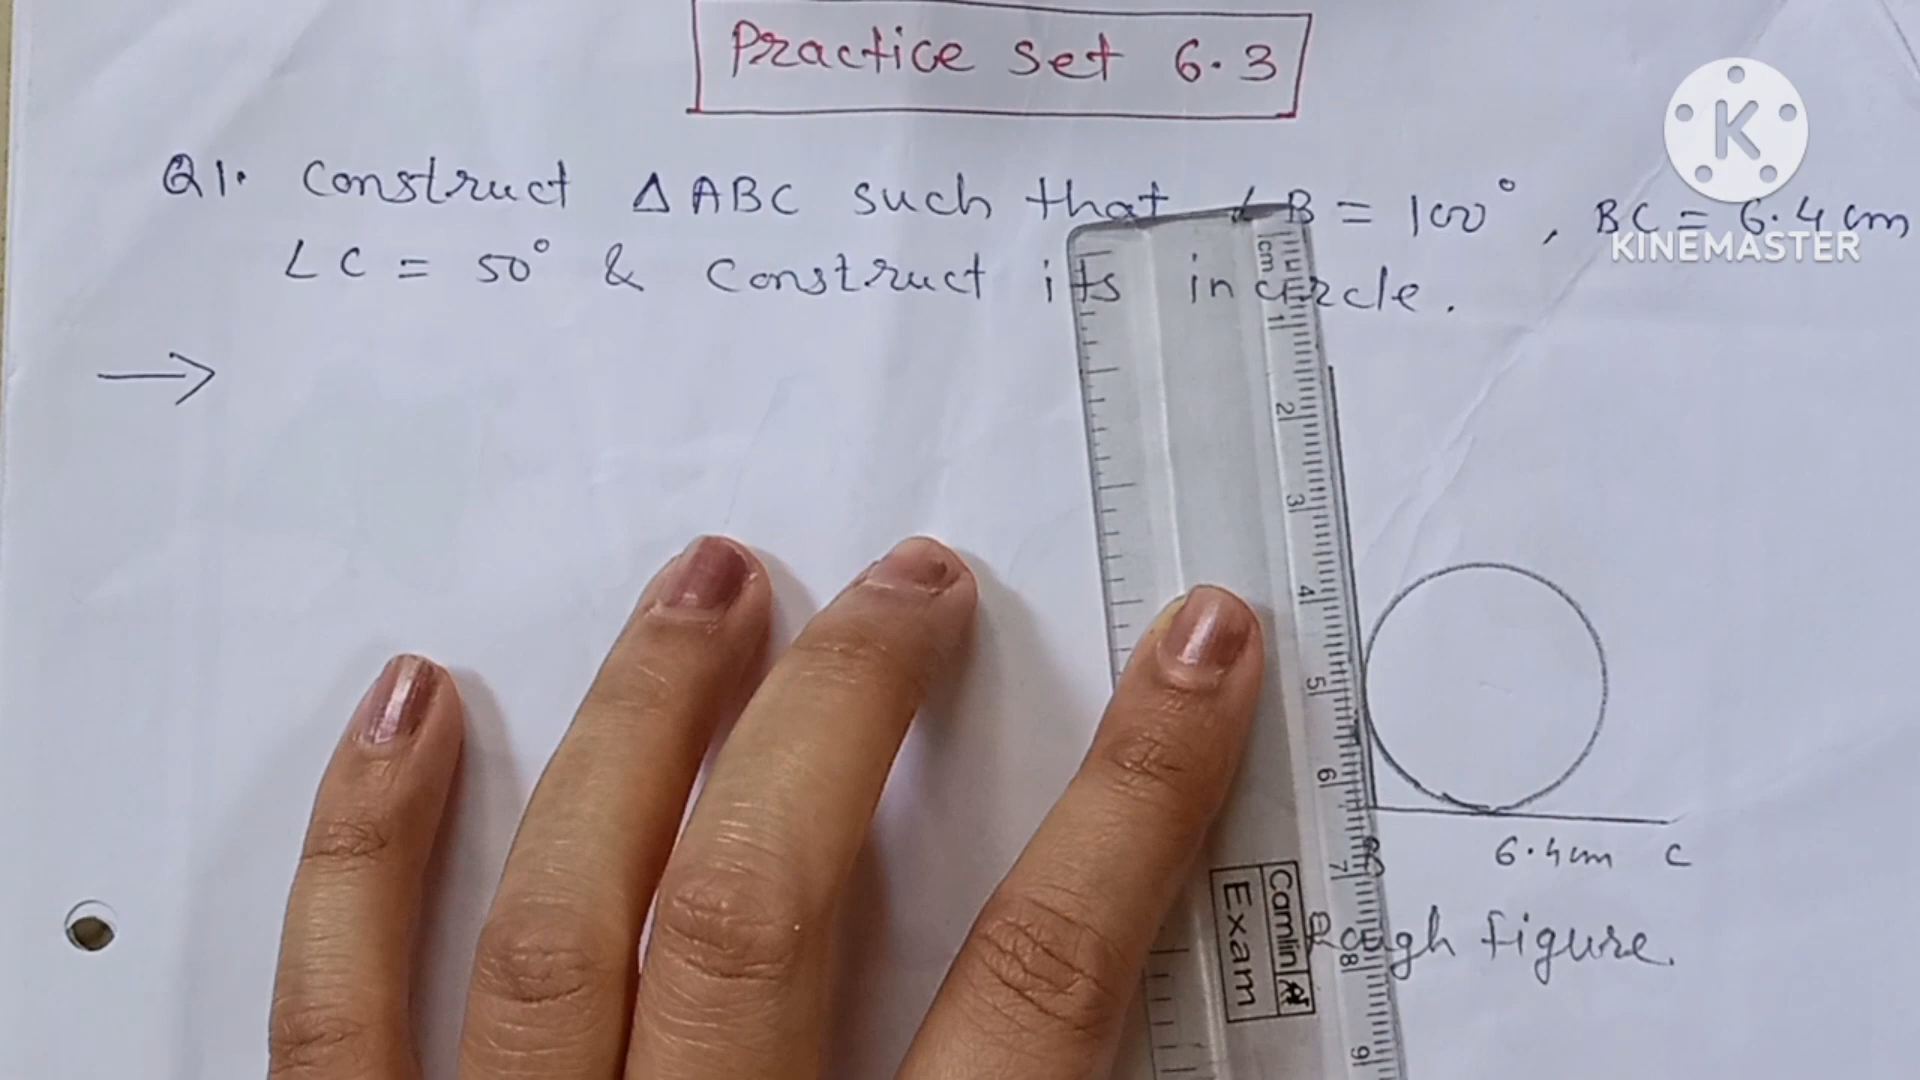 Practice Set 6.3
Q1. Construct △ABC such that ∠B = 100°, BC = 6.4 cm
∠C = 50° & Construct its incircle.
→
6.4cm C
Rough figure.
KINEMASTER
K
cm 1 2 3 4 5 6 7 8 9
Camlin
Exam